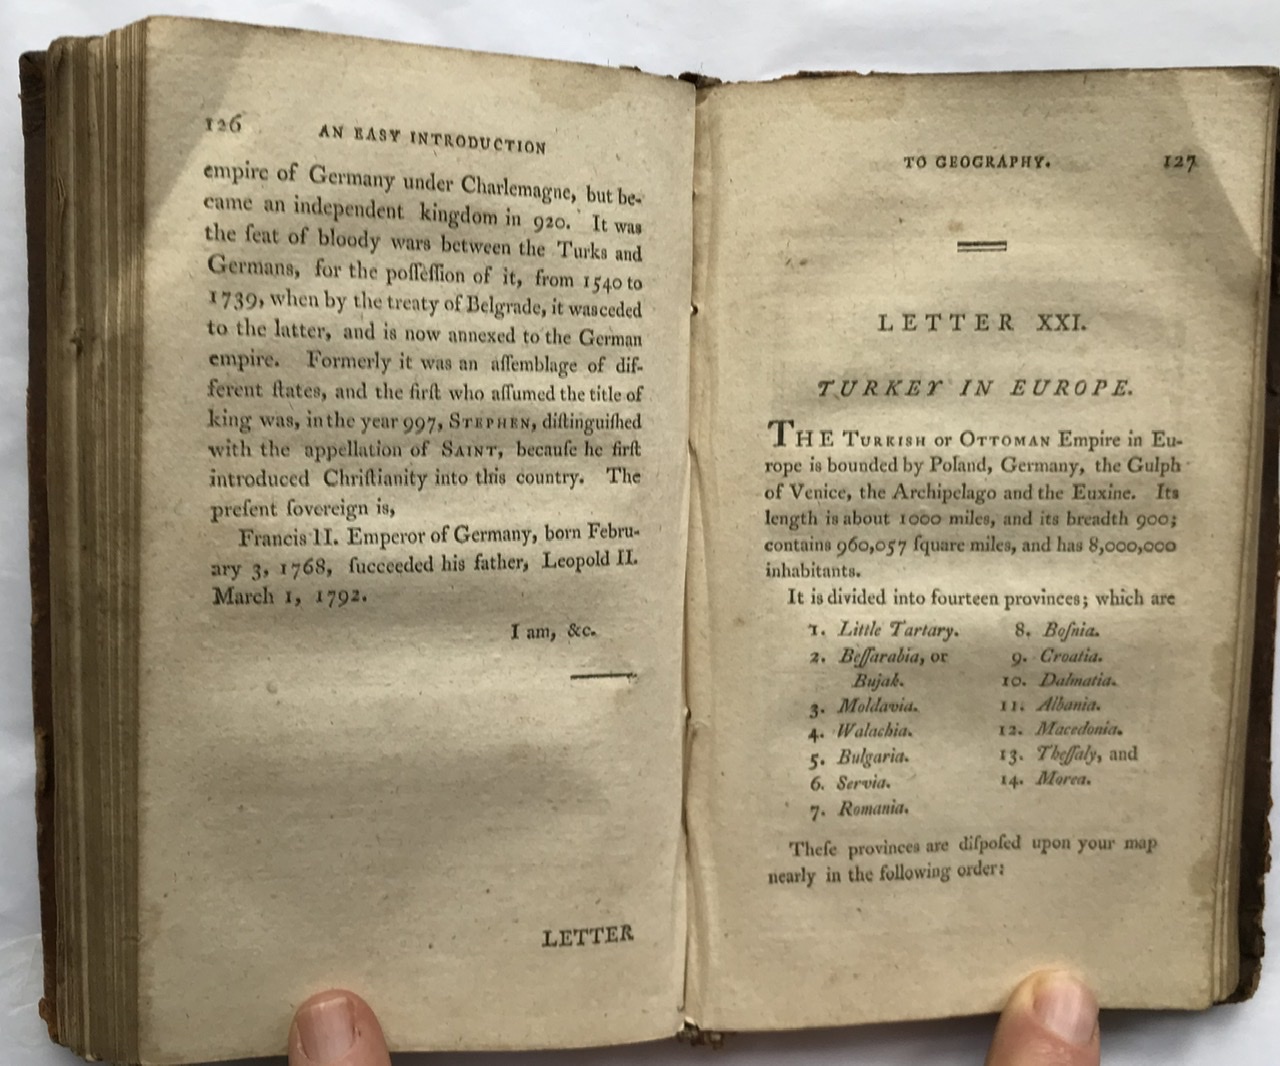 126
AN EASY INTRODUCTION
empire of Germany under Charlemagne, but be-
came an independent kingdom in 920. It was
the ſeat of bloody wars between the Turks and
Germans, for the poſſeſſion of it, from 1540 to
1739, when by the treaty of Belgrade, it was ceded
to the latter, and is now annexed to the German
empire. Formerly it was an aſſemblage of dif-
ferent ſtates, and the firſt who aſſumed the title of
king was, in the year 997, STEPHEN, diſtinguiſhed
with the appellation of SAINT, becauſe he firſt
introduced Chriſtianity into this country. The
preſent ſovereign is,
Francis II. Emperor of Germany, born Febru-
ary 3, 1768, ſucceeded his father, Leopold II.
March 1, 1792.
I am, &c.
LETTER
TO GEOGRAPHY. 127
LETTER XXI.
TURKEY IN EUROPE.
THE TURKISH or OTTOMAN Empire in Eu-
rope is bounded by Poland, Germany, the Gulph
of Venice, the Archipelago and the Euxine. Its
length is about 1000 miles, and its breadth 900;
contains 960,057 ſquare miles, and has 8,000,000
inhabitants.
It is divided into fourteen provinces; which are
1. Little Tartary.
2. Beſſarabia, or
Bujak.
3. Moldavia.
4. Walachia.
5. Bulgaria.
6. Servia.
7. Romania.
8. Boſnia.
9. Croatia.
10. Dalmatia.
11. Albania.
12. Macedonia.
13. Theſſaly, and
14. Morea.
Theſe provinces are diſpoſed upon your map
nearly in the following order: